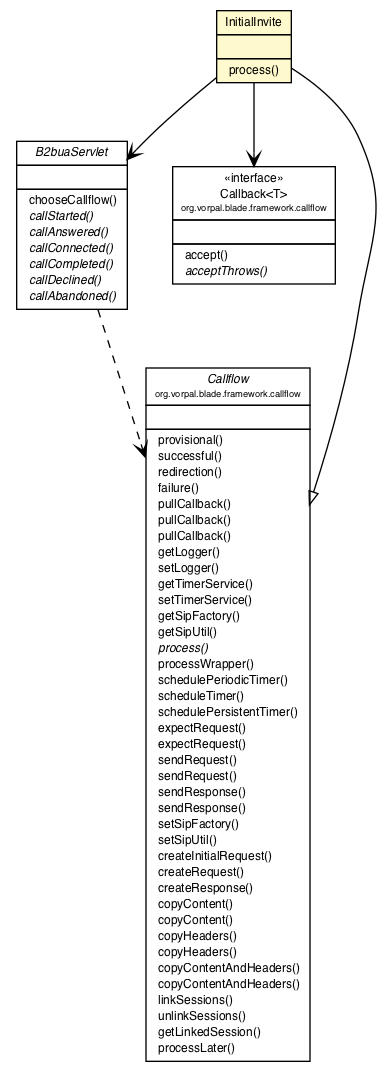 InitialInvite
process()
B2buaServlet
chooseCallflow()
callStarted()
callAnswered()
callConnected()
callCompleted()
callDeclined()
callAbandoned()
«interface»
Callback<T>
org.vorpal.blade.framework.callflow
accept()
acceptThrows()
Callflow
org.vorpal.blade.framework.callflow
provisional()
successful()
redirection()
failure()
pullCallback()
pullCallback()
pullCallback()
getLogger()
setLogger()
getTimerService()
setTimerService()
getSipFactory()
getSipUtil()
process()
processWrapper()
schedulePeriodicTimer()
scheduleTimer()
schedulePersistentTimer()
expectRequest()
expectRequest()
sendRequest()
sendRequest()
sendResponse()
sendResponse()
setSipFactory()
setSipUtil()
createInitialRequest()
createRequest()
createResponse()
copyContent()
copyContent()
copyHeaders()
copyHeaders()
copyContentAndHeaders()
copyContentAndHeaders()
linkSessions()
unlinkSessions()
getLinkedSession()
processLater()